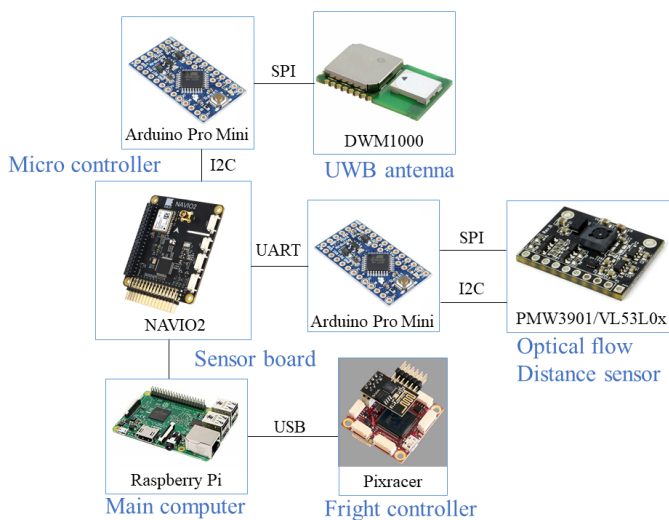 SPI
Arduino Pro Mini
DWM1000
Micro controller
I2C
UWB antenna
NAVIO2
UART
SPI
I2C
NAVIO2
Arduino Pro Mini
PMW3901/VL53L0x
Sensor board
Optical flow
Distance sensor
USB
Raspberry Pi
Pixracer
Main computer
Fright controller